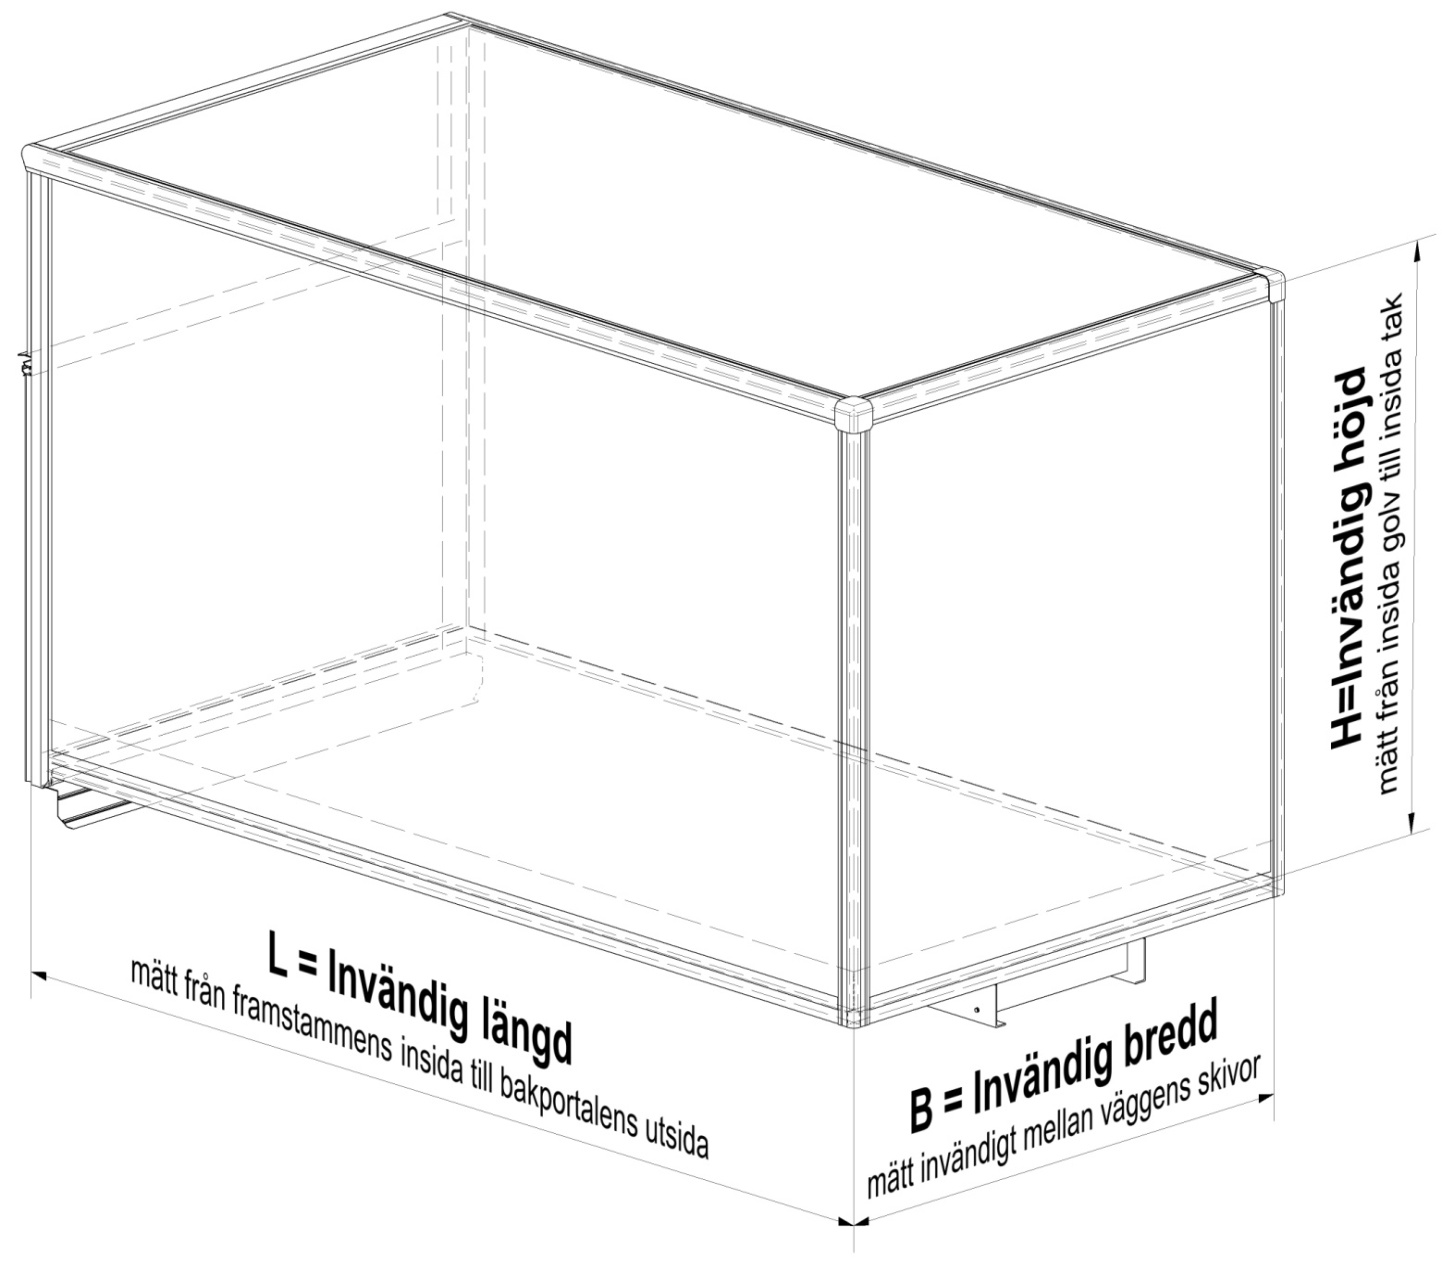 L = Invändig längd
mätt från framstammens insida till bakportalens utsida
B = Invändig bredd
mätt invändigt mellan väggens skivor
H=Invändig höjd
mätt från insida golv till insida tak